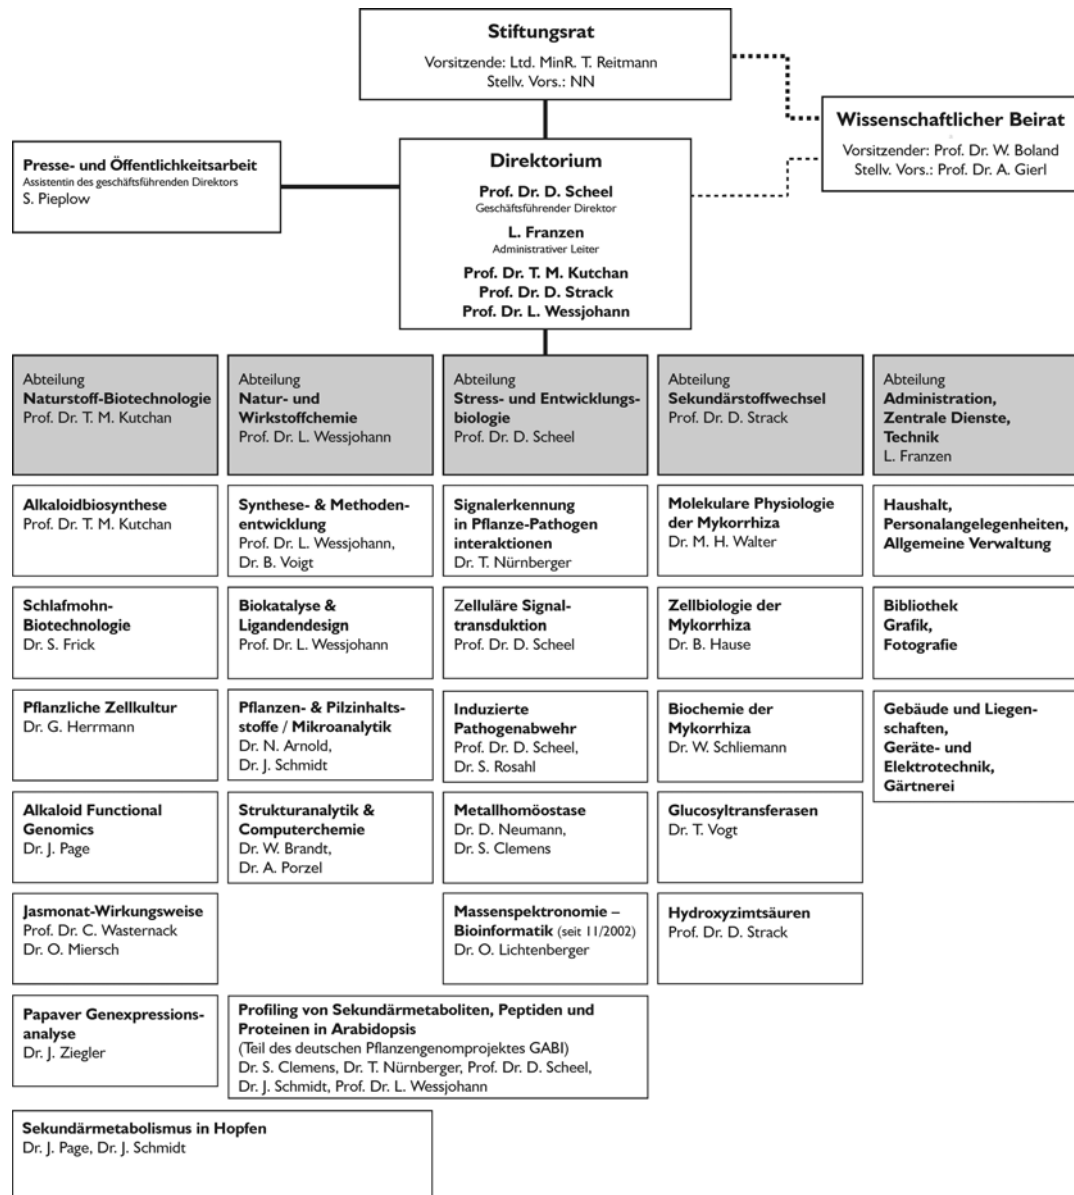 Stiftungsrat
Vorsitzende: Ltd. MinR. T. Reitmann
Stellv. Vors.: NN
Wissenschaftlicher Beirat
Vorsitzender: Prof. Dr. W. Boland
Stellv. Vors.: Prof. Dr. A. Gierl
Presse- und Öffentlichkeitsarbeit
Assistentin des geschäftsführenden Direktors
S. Pieplow
Direktorium
Prof. Dr. D. Scheel
Geschäftsführender Direktor
L. Franzen
Administrativer Leiter
Prof. Dr. T. M. Kutchan
Prof. Dr. D. Strack
Prof. Dr. L. Wessjohann
Abteilung
Naturstoff-Biotechnologie
Prof. Dr. T. M. Kutchan
Abteilung
Natur- und
Wirkstoffchemie
Prof. Dr. L. Wessjohann
Abteilung
Stress- und Entwicklungs-
biologie
Prof. Dr. D. Scheel
Abteilung
Sekundärstoffwechsel
Prof. Dr. D. Strack
Abteilung
Administration,
Zentrale Dienste,
Technik
L. Franzen
Alkaloidbiosynthese
Prof. Dr. T. M. Kutchan
Synthese- & Methoden-
entwicklung
Prof. Dr. L. Wessjohann,
Dr. B. Voigt
Signalerkennung
in Pflanze-Pathogen
interaktionen
Dr. T. Nürnberger
Molekulare Physiologie
der Mykorrhiza
Dr. M. H. Walter
Haushalt,
Personalangelegenheiten,
Allgemeine Verwaltung
Schlafmohn-
Biotechnologie
Dr. S. Frick
Biokatalyse &
Ligandendesign
Prof. Dr. L. Wessjohann
Zelluläre Signal-
transduktion
Prof. Dr. D. Scheel
Zellbiologie der
Mykorrhiza
Dr. B. Hause
Bibliothek
Grafik,
Fotografie
Pflanzliche Zellkultur
Dr. G. Herrmann
Pflanzen- & Pilzinhalts-
stoffe / Mikroanalytik
Dr. N. Arnold,
Dr. J. Schmidt
Induzierte
Pathogenabwehr
Prof. Dr. D. Scheel,
Dr. S. Rosahl
Biochemie der
Mykorrhiza
Dr. W. Schliemann
Gebäude und Liegen-
schaften,
Geräte- und
Elektrotechnik,
Gärtnerei
Alkaloid Functional
Genomics
Dr. J. Page
Strukturanalytik &
Computerchemie
Dr. W. Brandt,
Dr. A. Porzel
Metallhomöostase
Dr. D. Neumann,
Dr. S. Clemens
Glucosyltransferasen
Dr. T. Vogt
Jasmonat-Wirkungsweise
Prof. Dr. C. Wasternack
Dr. O. Miersch
Massenspektronomie –
Bioinformatik (seit 11/2002)
Dr. O. Lichtenberger
Hydroxyzimtsäuren
Prof. Dr. D. Strack
Papaver Genexpressions-
analyse
Dr. J. Ziegler
Profiling von Sekundärmetaboliten, Peptiden und
Proteinen in Arabidopsis
(Teil des deutschen Pflanzengenomprojektes GABI)
Dr. S. Clemens, Dr. T. Nürnberger, Prof. Dr. D. Scheel,
Dr. J. Schmidt, Prof. Dr. L. Wessjohann
Sekundärmetabolismus in Hopfen
Dr. J. Page, Dr. J. Schmidt